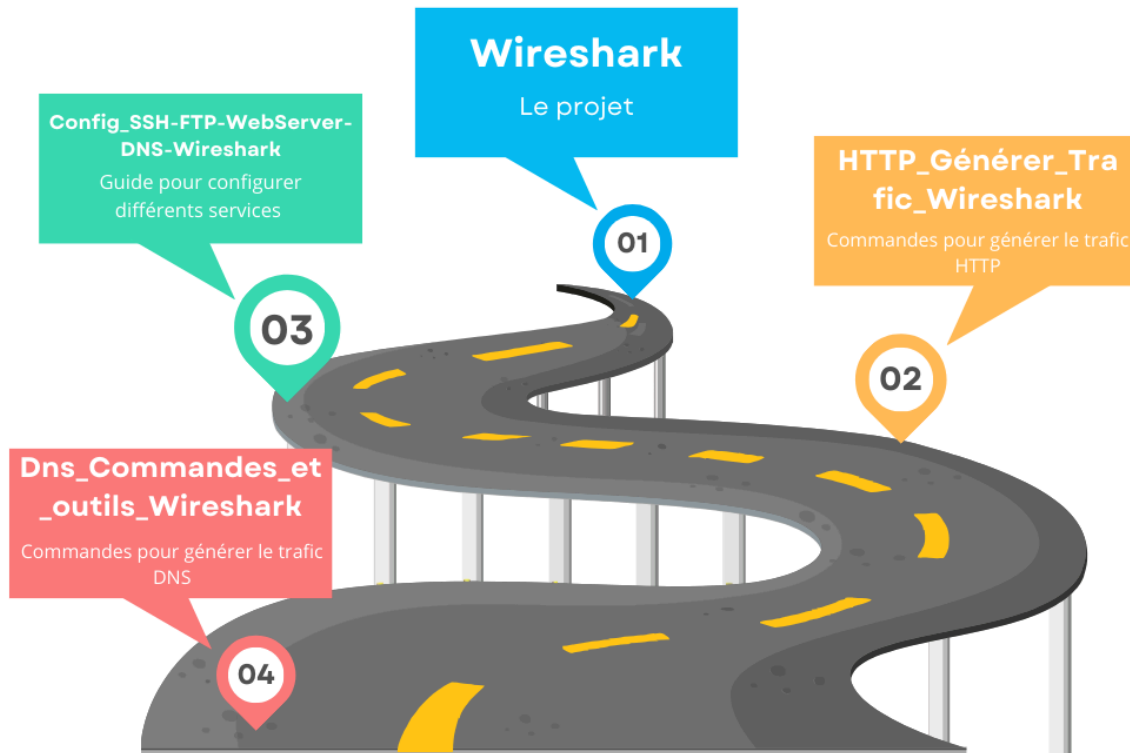 Wireshark
Le projet
01
HTTP_Générer_Tra
fic_Wireshark
Commandes pour générer le trafic
HTTP
02
Config_SSH-FTP-WebServer-
DNS-Wireshark
Guide pour configurer
différents services
03
Dns_Commandes_et
_outils_Wireshark
Commandes pour générer le trafic
DNS
04